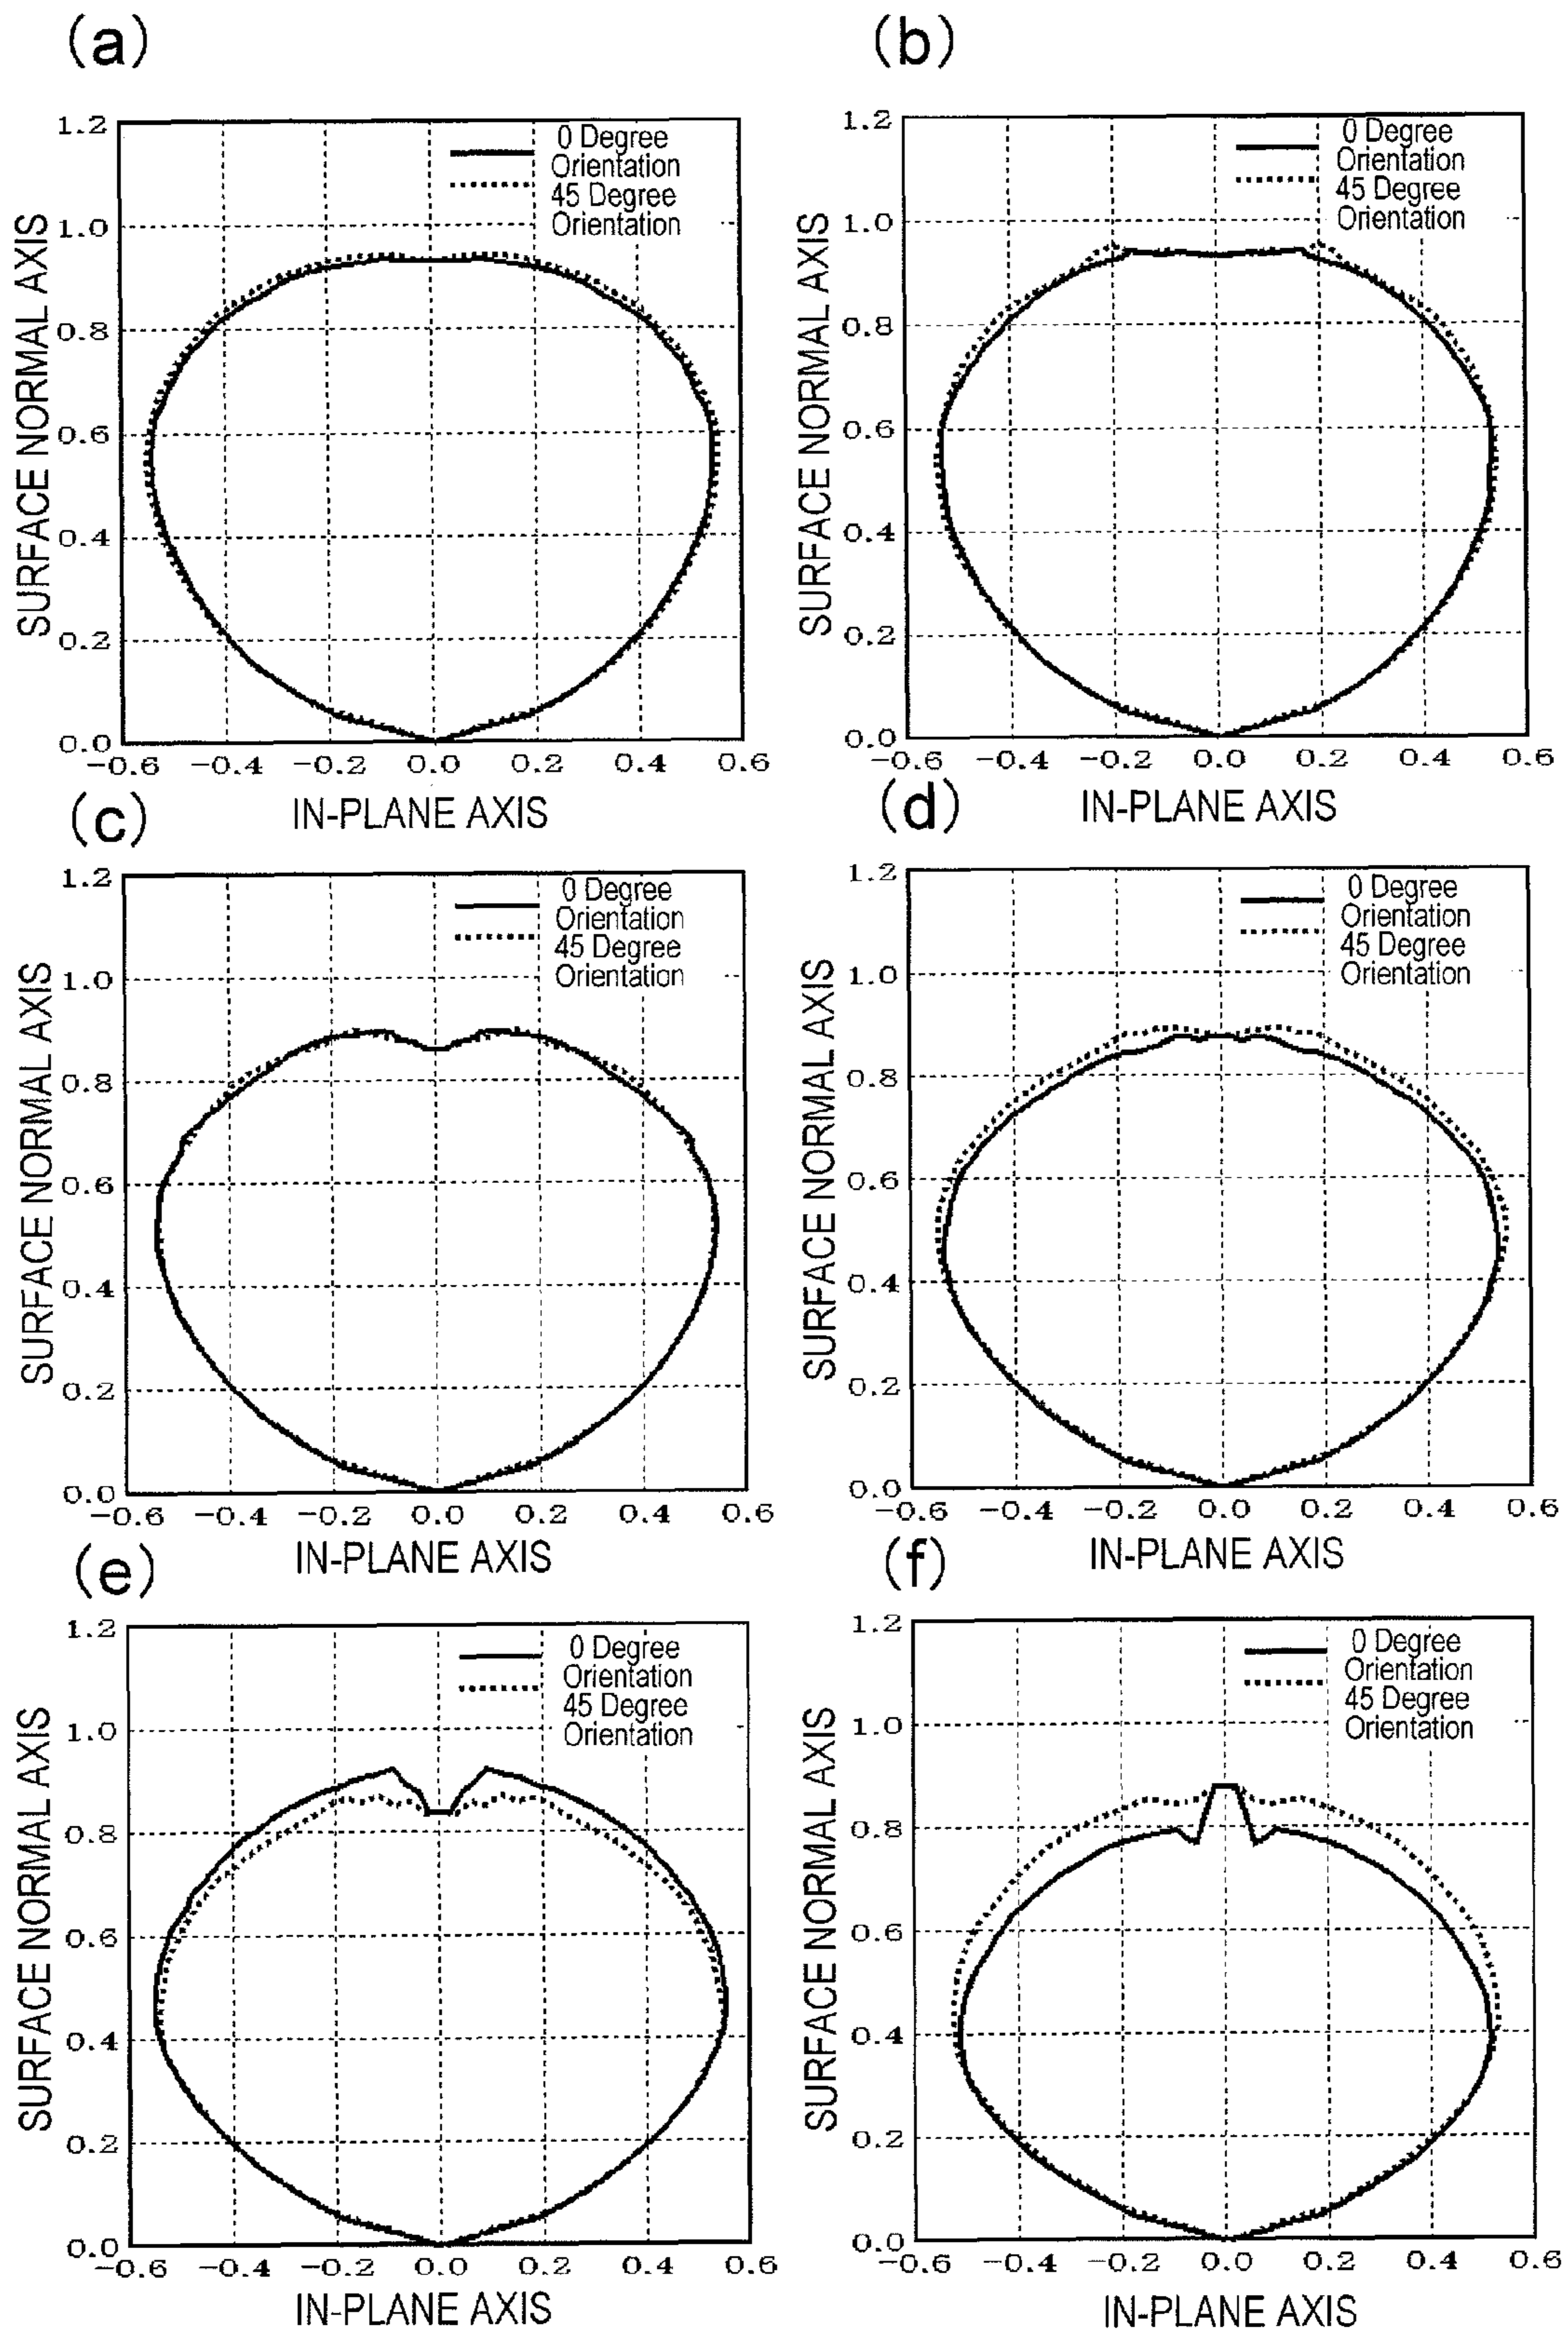 (a)
1.2
1.0
0.8
0.6
0.4
0.2
0.0
SURFACE NORMAL AXIS
0 Degree
Orientation
45 Degree
Orientation
-0.6 -0.4 -0.2 0.0 0.2 0.4 0.6
IN-PLANE AXIS
(b)
1.2
1.0
0.8
0.6
0.4
0.2
0.0
SURFACE NORMAL AXIS
0 Degree
Orientation
45 Degree
Orientation
-0.6 -0.4 -0.2 0.0 0.2 0.4 0.6
IN-PLANE AXIS
(c)
1.2
1.0
0.8
0.6
0.4
0.2
0.0
SURFACE NORMAL AXIS
0 Degree
Orientation
45 Degree
Orientation
-0.6 -0.4 -0.2 0.0 0.2 0.4 0.6
IN-PLANE AXIS
(d)
1.2
1.0
0.8
0.6
0.4
0.2
0.0
SURFACE NORMAL AXIS
0 Degree
Orientation
45 Degree
Orientation
-0.6 -0.4 -0.2 0.0 0.2 0.4 0.6
IN-PLANE AXIS
(e)
1.2
1.0
0.8
0.6
0.4
0.2
0.0
SURFACE NORMAL AXIS
0 Degree
Orientation
45 Degree
Orientation
-0.6 -0.4 -0.2 0.0 0.2 0.4 0.6
IN-PLANE AXIS
(f)
1.2
1.0
0.8
0.6
0.4
0.2
0.0
SURFACE NORMAL AXIS
0 Degree
Orientation
45 Degree
Orientation
-0.6 -0.4 -0.2 0.0 0.2 0.4 0.6
IN-PLANE AXIS